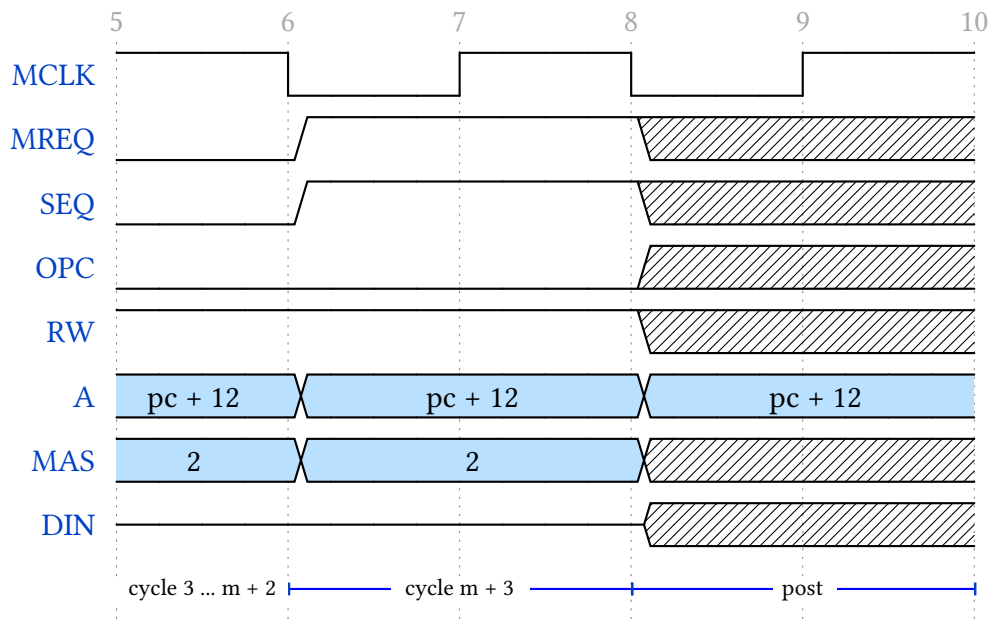 5 6 7 8 9 10
MCLK
MREQ
SEQ
OPC
RW
A pc + 12 pc + 12 pc + 12
MAS 2 2
DIN
cycle 3 ... m + 2 cycle m + 3 post